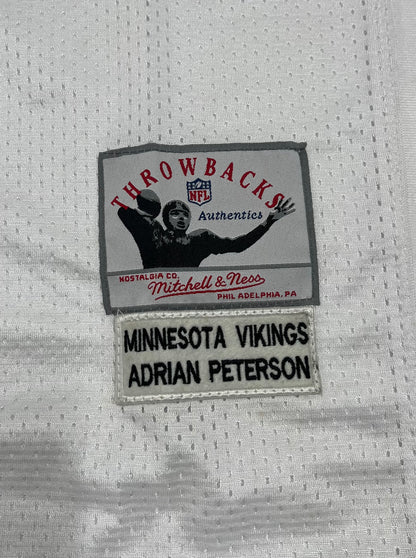 THROWBACKS
NFL
Authentics
NOSTALGIA CO.
Mitchell & Ness
PHILADELPHIA, PA
MINNESOTA VIKINGS
ADRIAN PETERSON